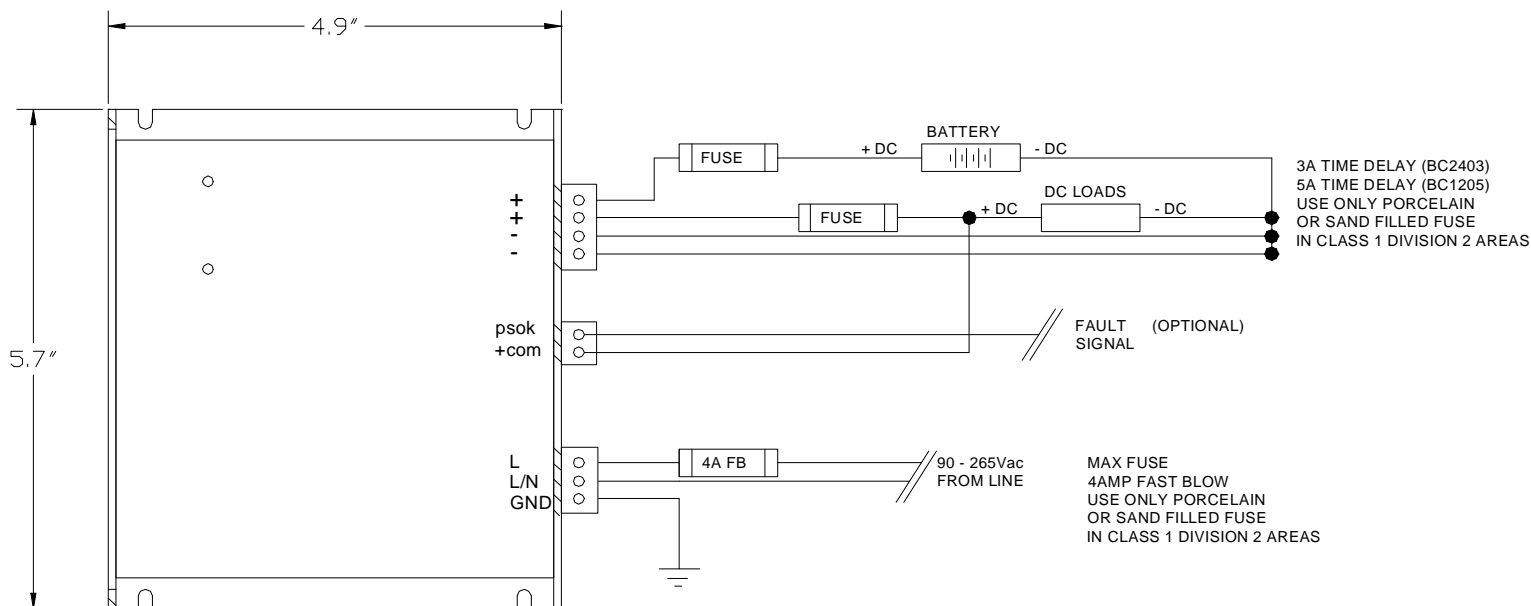 4.9"
BATTERY
FUSE
+ DC
- DC
3A TIME DELAY (BC2403)
5A TIME DELAY (BC1205)
USE ONLY PORCELAIN
OR SAND FILLED FUSE
IN CLASS 1 DIVISION 2 AREAS
DC LOADS
+
+
-
-
FUSE
+ DC
- DC
psok
+com
FAULT (OPTIONAL)
SIGNAL
5.7"
L
L/N
GND
4A FB
90 - 265Vac
FROM LINE
MAX FUSE
4AMP FAST BLOW
USE ONLY PORCELAIN
OR SAND FILLED FUSE
IN CLASS 1 DIVISION 2 AREAS